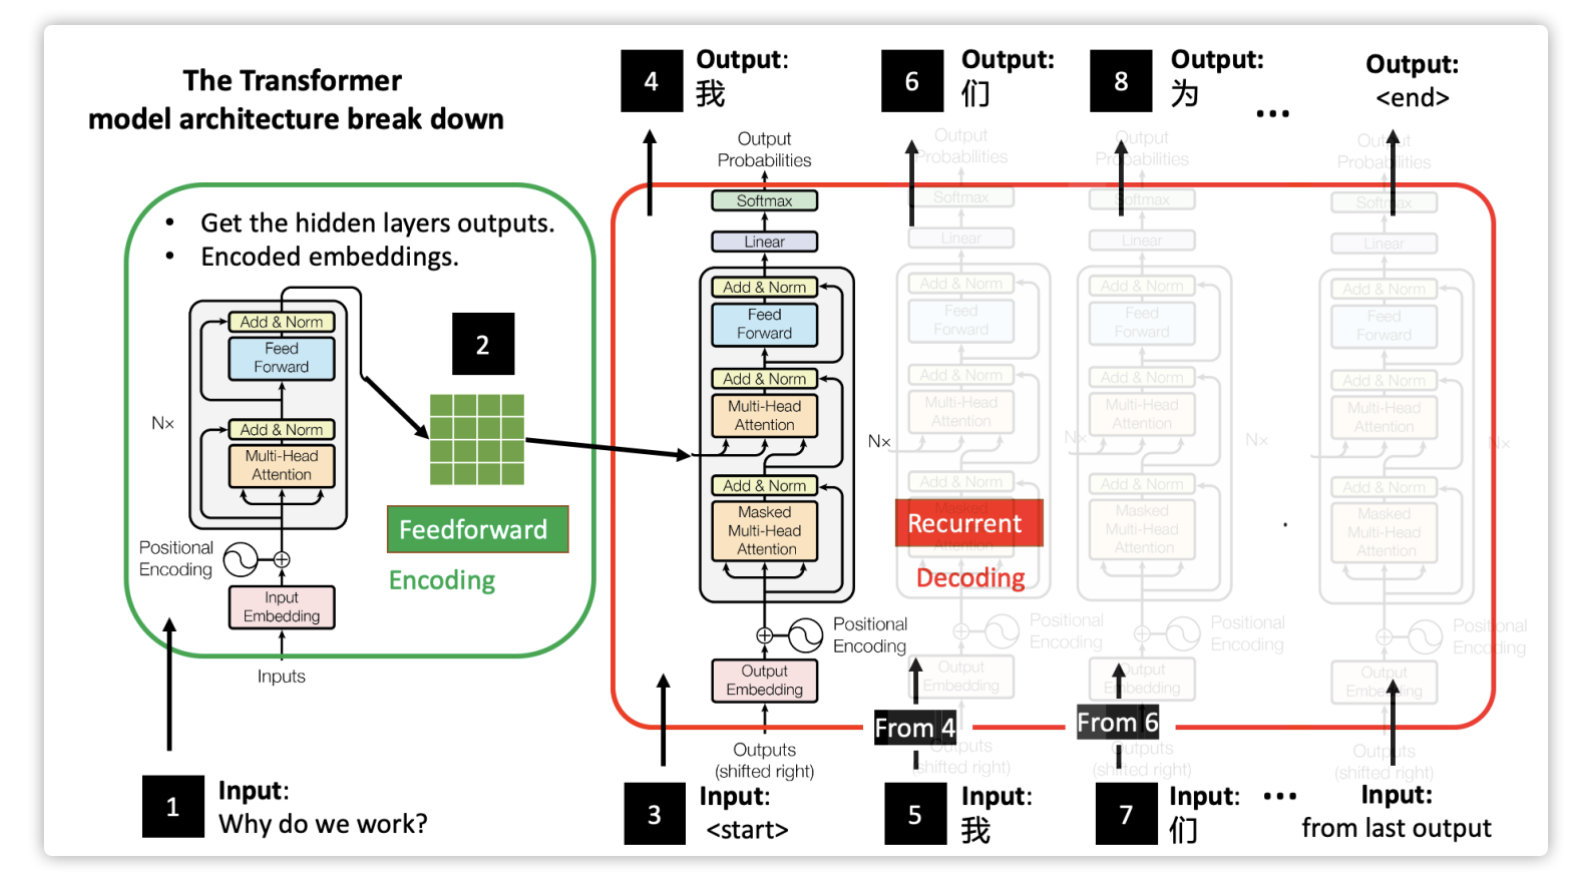 The Transformer
model architecture break down
• Get the hidden layers outputs.
• Encoded embeddings.
Add & Norm
Feed
Forward
N×
Add & Norm
Multi-Head
Attention
Positional
Encoding
Input
Embedding
Inputs
1
Input:
Why do we work?
2
Feedforward
Encoding
4
Output:
我
Output
Probabilities
Softmax
Linear
Add & Norm
Feed
Forward
Add & Norm
Multi-Head
Attention
N×
Add & Norm
Masked
Multi-Head
Attention
Positional
Encoding
Output
Embedding
Outputs
(shifted right)
3
Input:
<start>
6
Output:
们
Output
Probabilities
Softmax
Linear
Add & Norm
Feed
Forward
Add & Norm
Multi-Head
Attention
N×
Add & Norm
Masked
Multi-Head
Attention
Recurrent
Decoding
Positional
Encoding
Output
Embedding
From 4
Outputs
(shifted right)
5
Input:
我
8
Output:
为
Output
Probabilities
Softmax
Linear
Add & Norm
Feed
Forward
Add & Norm
Multi-Head
Attention
N×
Add & Norm
Masked
Multi-Head
Attention
Positional
Encoding
Output
Embedding
From 6
Outputs
(shifted right)
7
Input:
们
...
...
Output:
<end>
Output
Probabilities
Softmax
Linear
Add & Norm
Feed
Forward
Add & Norm
Multi-Head
Attention
N×
Add & Norm
Masked
Multi-Head
Attention
Positional
Encoding
Output
Embedding
Outputs
(shifted right)
Input:
from last output